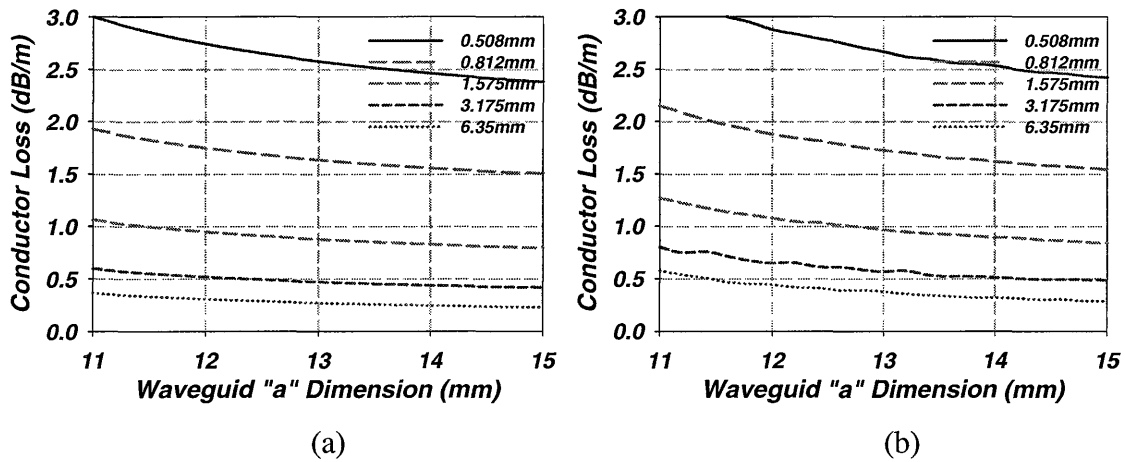 3.0
2.5
2.0
1.5
1.0
0.5
0.0
Conductor Loss (dB/m)
0.508mm
0.812mm
1.575mm
3.175mm
6.35mm
11 12 13 14 15
Waveguid "a" Dimension (mm)
(a)
3.0
2.5
2.0
1.5
1.0
0.5
0.0
Conductor Loss (dB/m)
0.508mm
0.812mm
1.575mm
3.175mm
6.35mm
11 12 13 14 15
Waveguid "a" Dimension (mm)
(b)